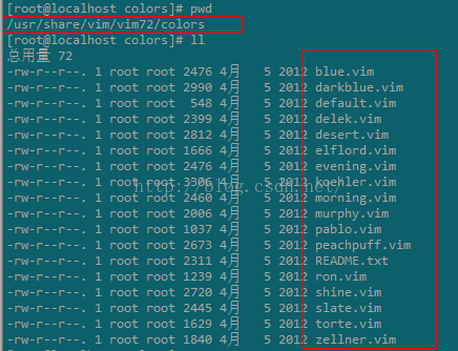 [root@localhost colors]# pwd
/usr/share/vim/vim72/colors
[root@localhost colors]# ll
总用量 72
-rw-r--r--. 1 root root 2476 4月 5 2012 blue.vim
-rw-r--r--. 1 root root 2990 4月 5 2012 darkblue.vim
-rw-r--r--. 1 root root 548 4月 5 2012 default.vim
-rw-r--r--. 1 root root 2399 4月 5 2012 delek.vim
-rw-r--r--. 1 root root 2812 4月 5 2012 desert.vim
-rw-r--r--. 1 root root 1666 4月 5 2012 elflord.vim
-rw-r--r--. 1 root root 2476 4月 5 2012 evening.vim
-rw-r--r--. 1 root root 3306 4月 5 2012 koehler.vim
http://blog.csdn.net/
-rw-r--r--. 1 root root 2460 4月 5 2012 morning.vim
-rw-r--r--. 1 root root 2006 4月 5 2012 murphy.vim
-rw-r--r--. 1 root root 1037 4月 5 2012 pablo.vim
-rw-r--r--. 1 root root 2673 4月 5 2012 peachpuff.vim
-rw-r--r--. 1 root root 2311 4月 5 2012 README.txt
-rw-r--r--. 1 root root 1239 4月 5 2012 ron.vim
-rw-r--r--. 1 root root 2720 4月 5 2012 shine.vim
-rw-r--r--. 1 root root 2445 4月 5 2012 slate.vim
-rw-r--r--. 1 root root 1629 4月 5 2012 torte.vim
-rw-r--r--. 1 root root 1840 4月 5 2012 zellner.vim